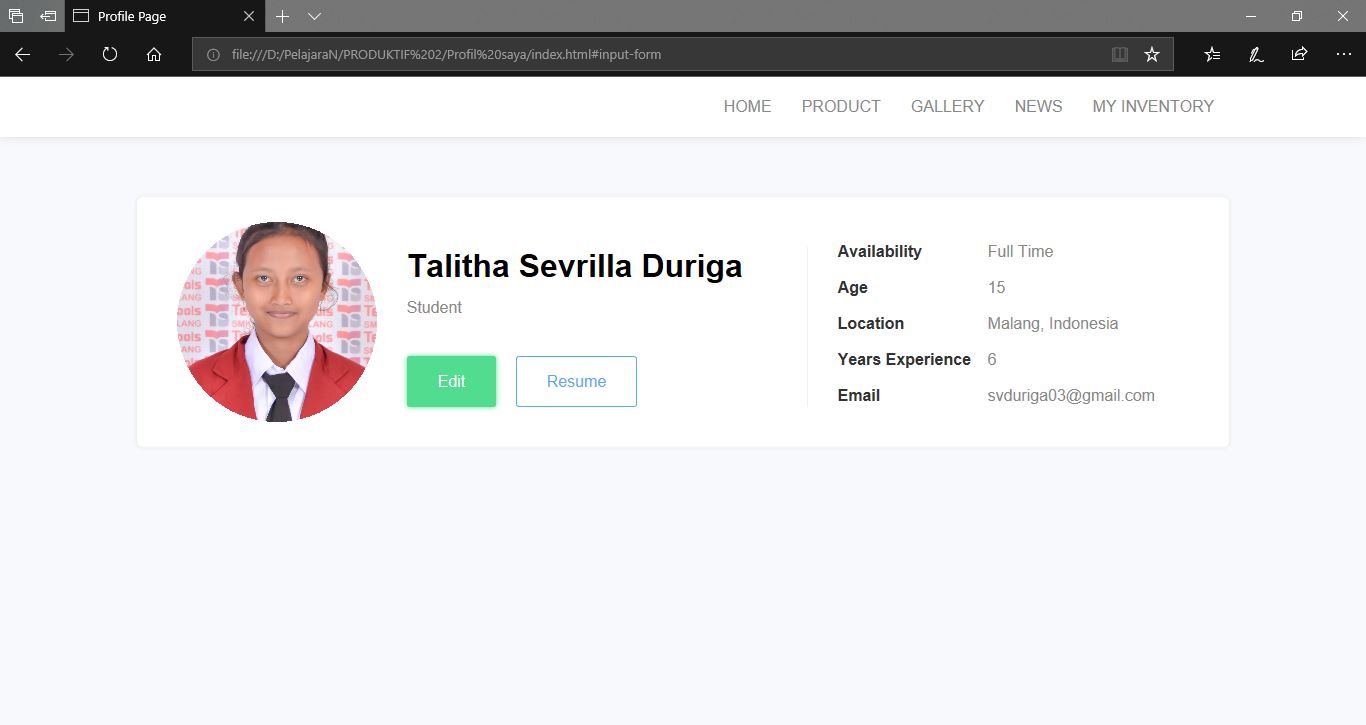 Profile Page
file:///D:/PelajaraN/PRODUKTIF%202/Profil%20saya/index.html#input-form
HOME PRODUCT GALLERY NEWS MY INVENTORY
Talitha Sevrilla Duriga
Student
Edit Resume
Availability Full Time
Age 15
Location Malang, Indonesia
Years Experience 6
Email svduriga03@gmail.com